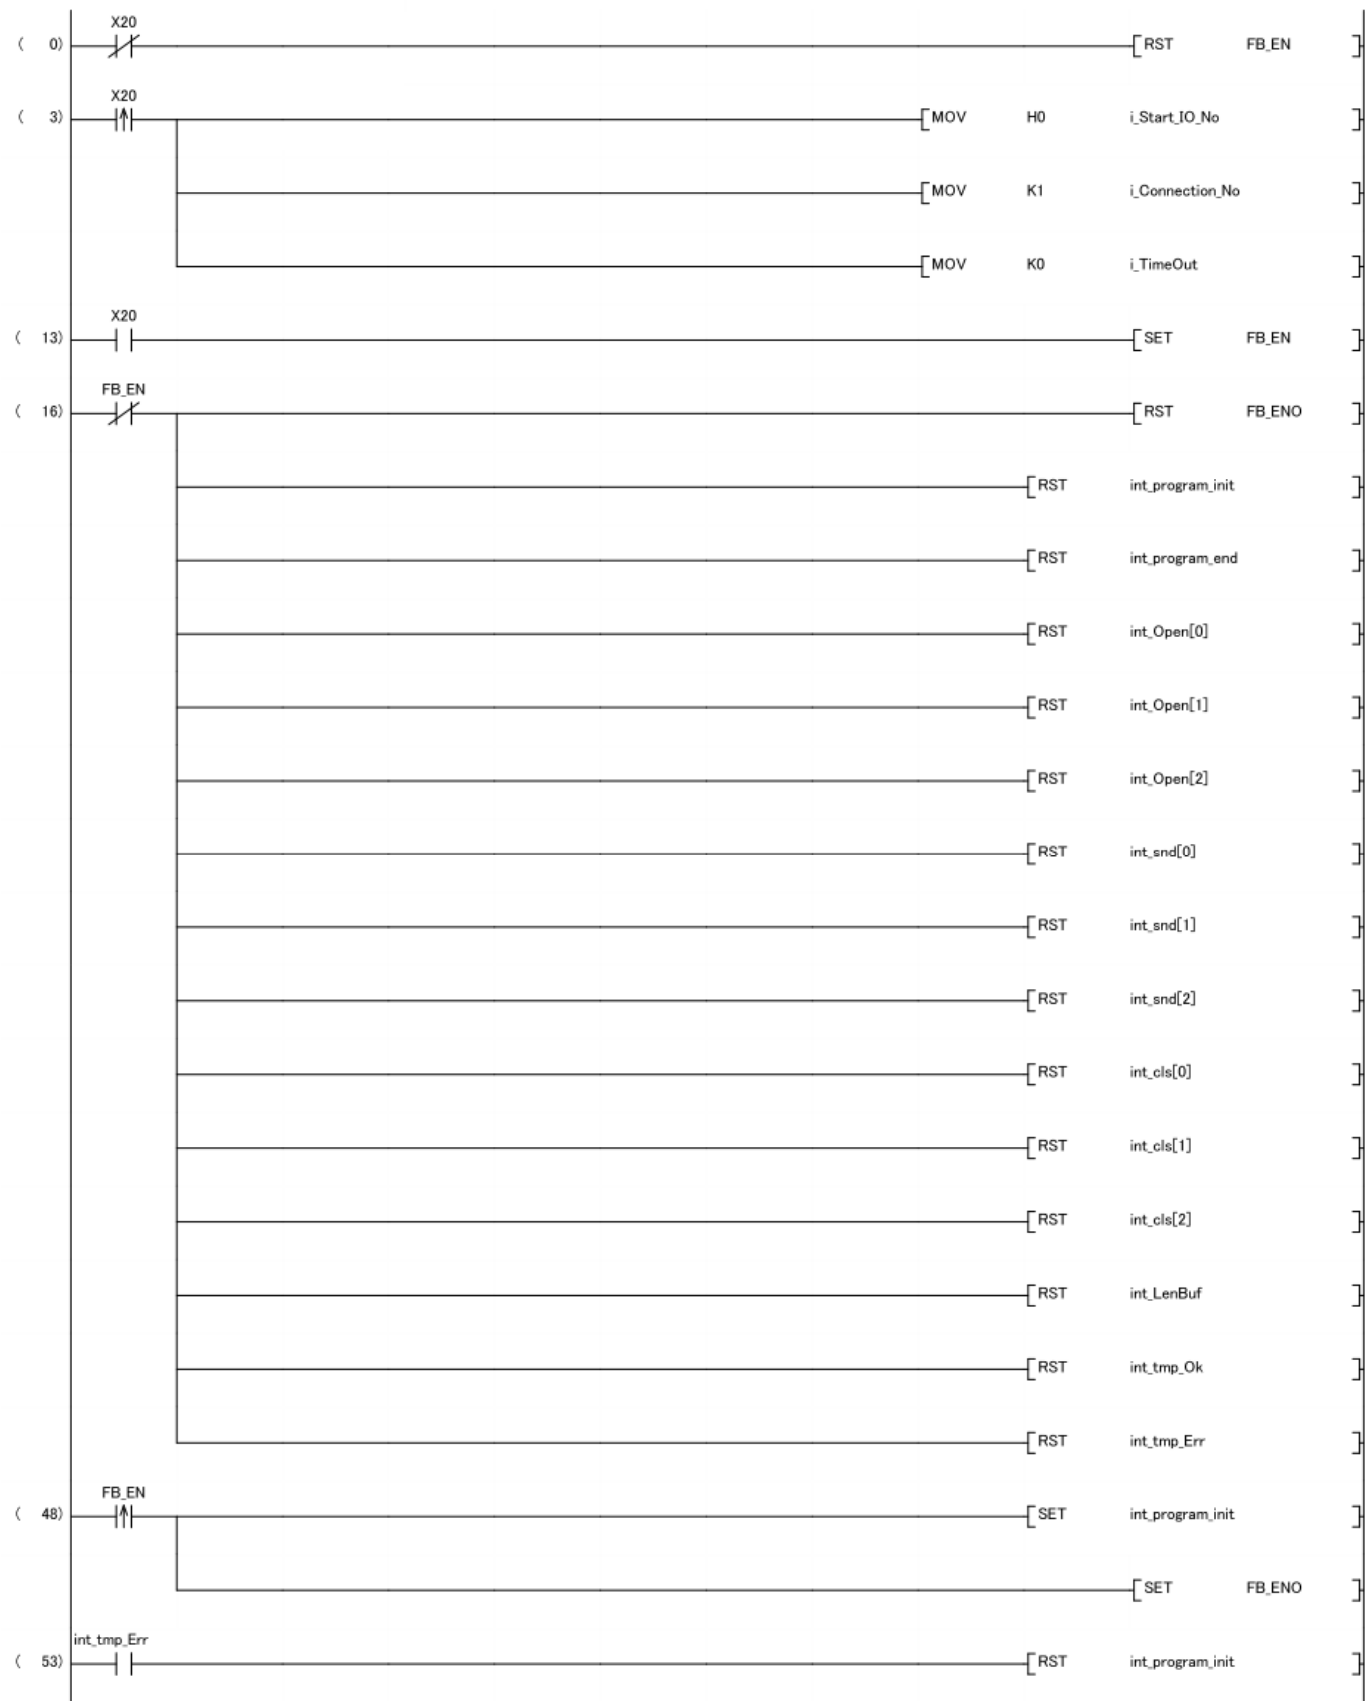 X20
( 0) RST FB_EN
X20
( 3) MOV H0 i_Start_IO_No
MOV K1 i_Connection_No
MOV K0 i_TimeOut
X20
( 13) SET FB_EN
FB_EN
( 16) RST FB_ENO
RST int_program_init
RST int_program_end
RST int_Open[0]
RST int_Open[1]
RST int_Open[2]
RST int_snd[0]
RST int_snd[1]
RST int_snd[2]
RST int_cls[0]
RST int_cls[1]
RST int_cls[2]
RST int_LenBuf
RST int_tmp_Ok
RST int_tmp_Err
FB_EN
( 48) SET int_program_init
SET FB_ENO
int_tmp_Err
( 53) RST int_program_init